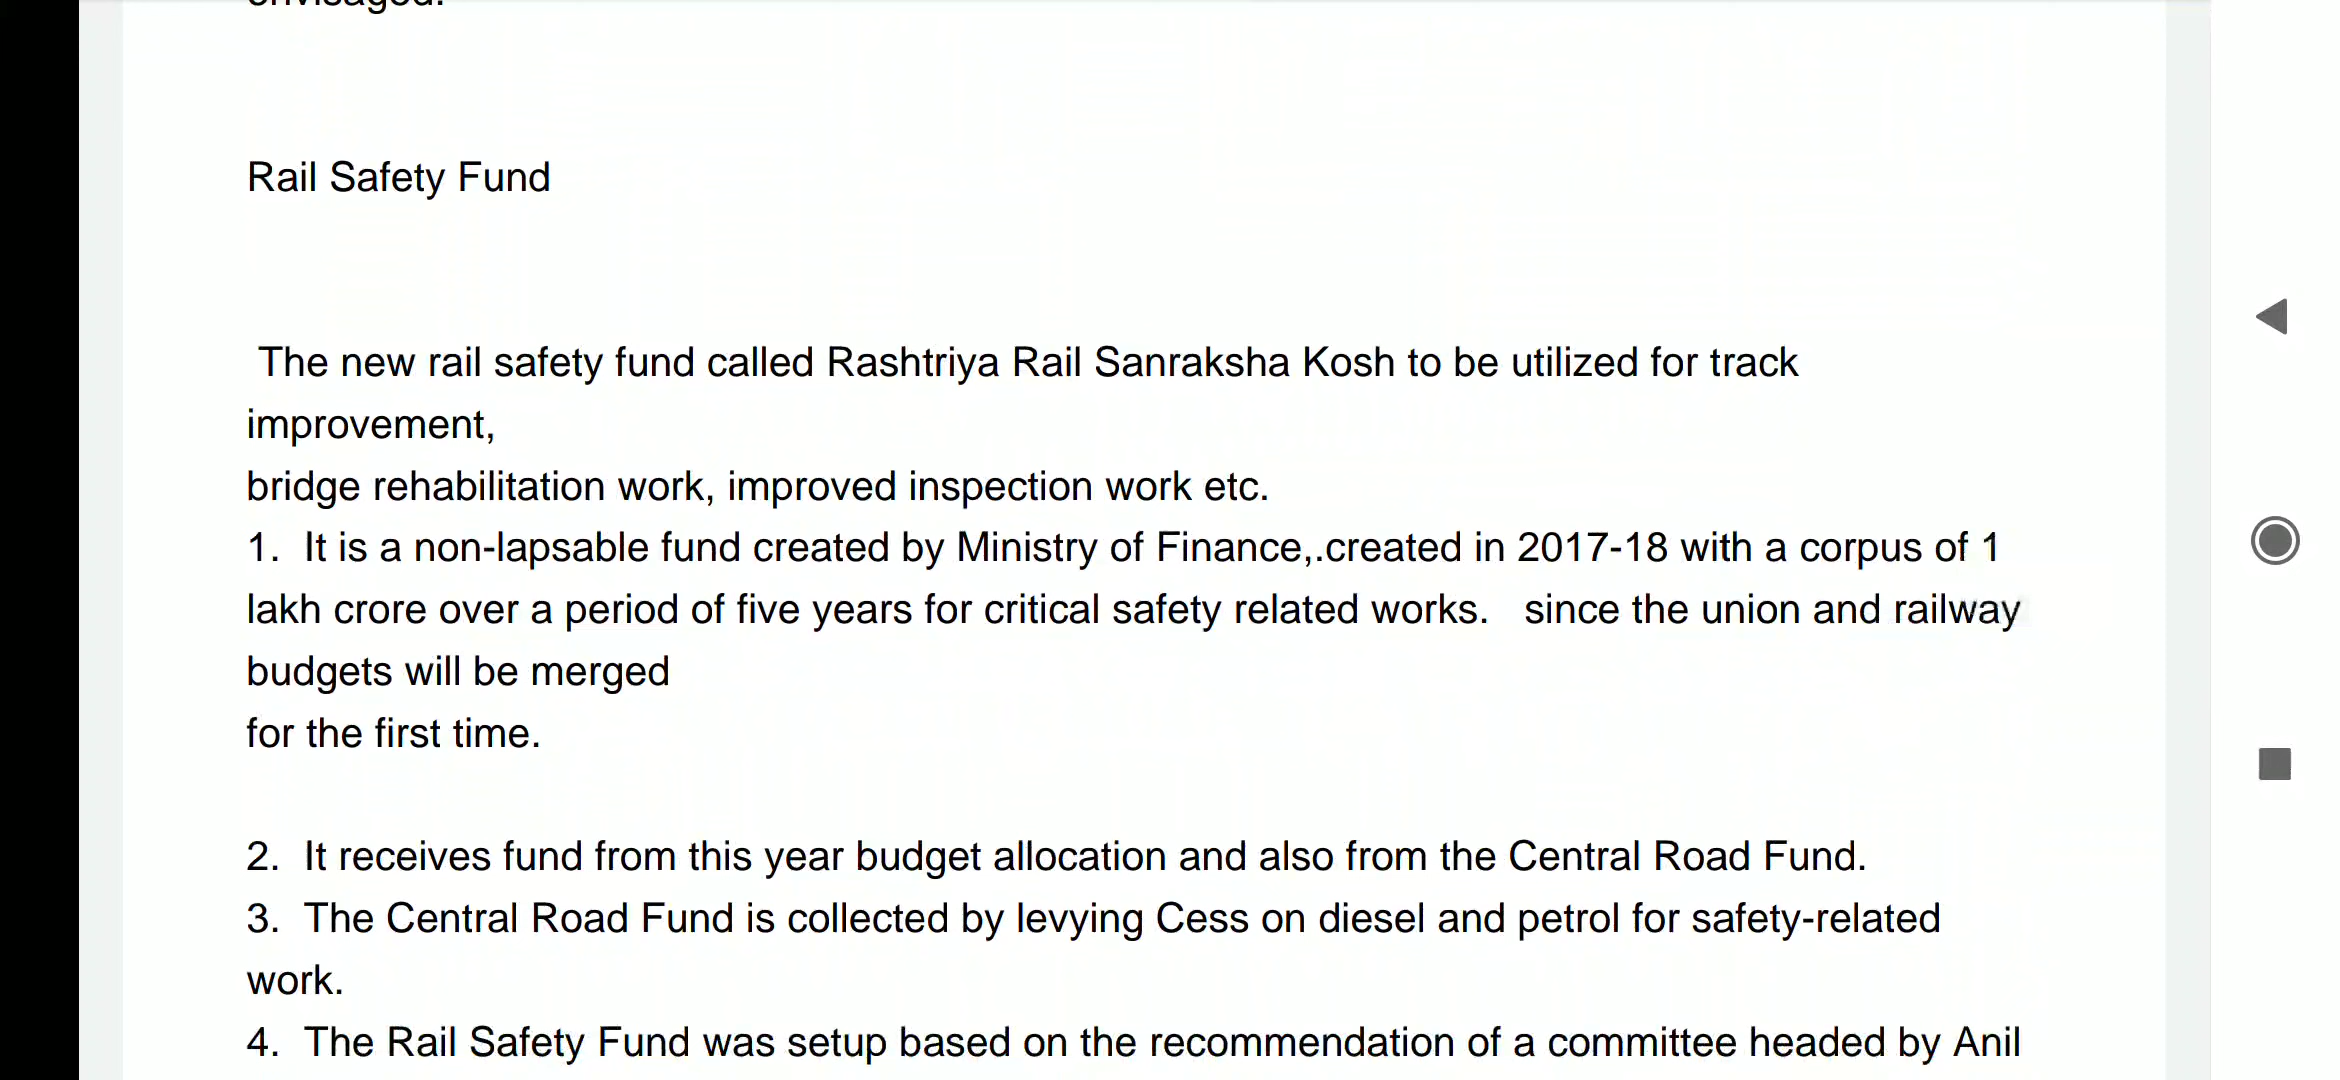 envisaged.
Rail Safety Fund
The new rail safety fund called Rashtriya Rail Sanraksha Kosh to be utilized for track
improvement,
bridge rehabilitation work, improved inspection work etc.
1. It is a non-lapsable fund created by Ministry of Finance,.created in 2017-18 with a corpus of 1
lakh crore over a period of five years for critical safety related works. since the union and railway
budgets will be merged
for the first time.
2. It receives fund from this year budget allocation and also from the Central Road Fund.
3. The Central Road Fund is collected by levying Cess on diesel and petrol for safety-related
work.
4. The Rail Safety Fund was setup based on the recommendation of a committee headed by Anil